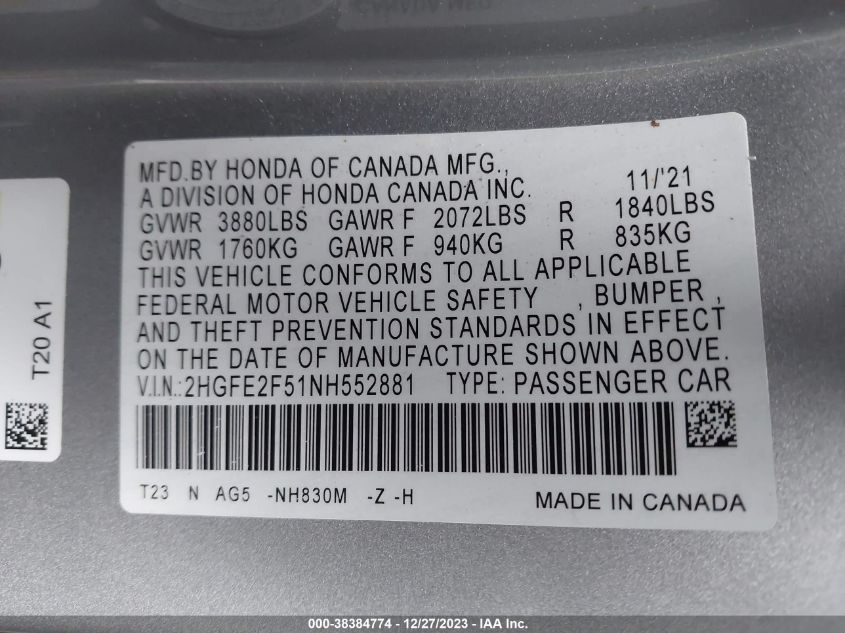 MFD.BY HONDA OF CANADA MFG.,
A DIVISION OF HONDA CANADA INC. 11/'21
GVWR 3880LBS GAWR F 2072LBS R 1840LBS
GVWR 1760KG GAWR F 940KG R 835KG
THIS VEHICLE CONFORMS TO ALL APPLICABLE
FEDERAL MOTOR VEHICLE SAFETY , BUMPER ,
AND THEFT PREVENTION STANDARDS IN EFFECT
ON THE DATE OF MANUFACTURE SHOWN ABOVE.
V.I.N.:2HGFE2F51NH552881 TYPE: PASSENGER CAR
T23 N AG5 -NH830M -Z -H MADE IN CANADA
T20 A1
000-38384774 - 12/27/2023 - IAA Inc.